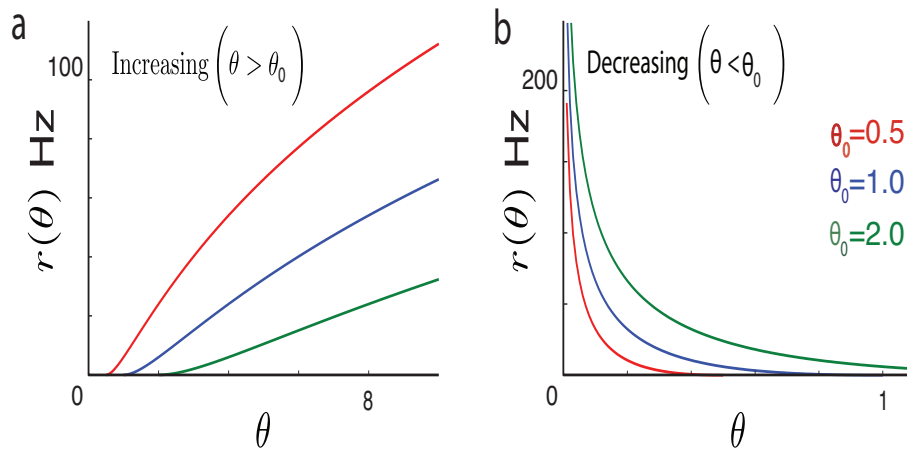 a
Increasing (θ > θ₀)
100
r(θ) Hz
0
8
θ
b
Decreasing (θ <θ₀)
200
r(θ) Hz
θ₀=0.5
θ₀=1.0
θ₀=2.0
0
1
θ